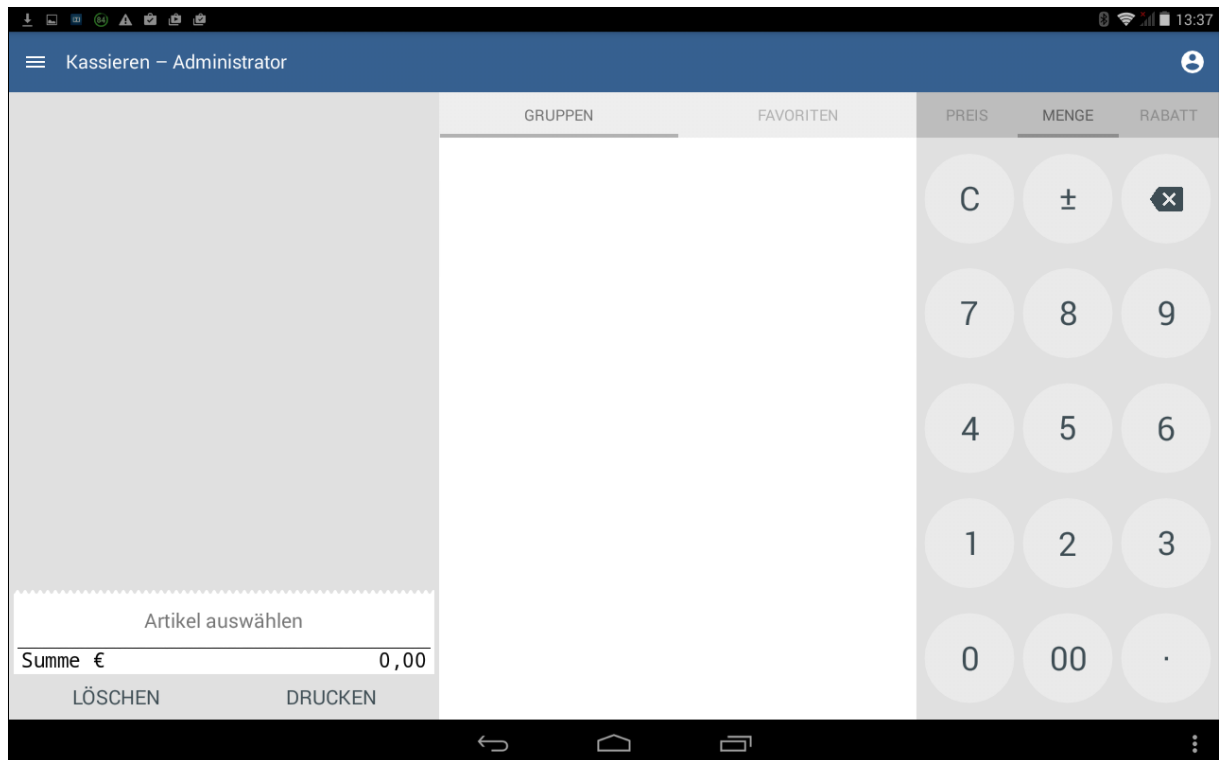 84
13:37
Kassieren – Administrator
GRUPPEN
FAVORITEN
PREIS
MENGE
RABATT
C
±
7
8
9
4
5
6
1
2
3
0
00
.
Artikel auswählen
Summe €
0,00
LÖSCHEN
DRUCKEN